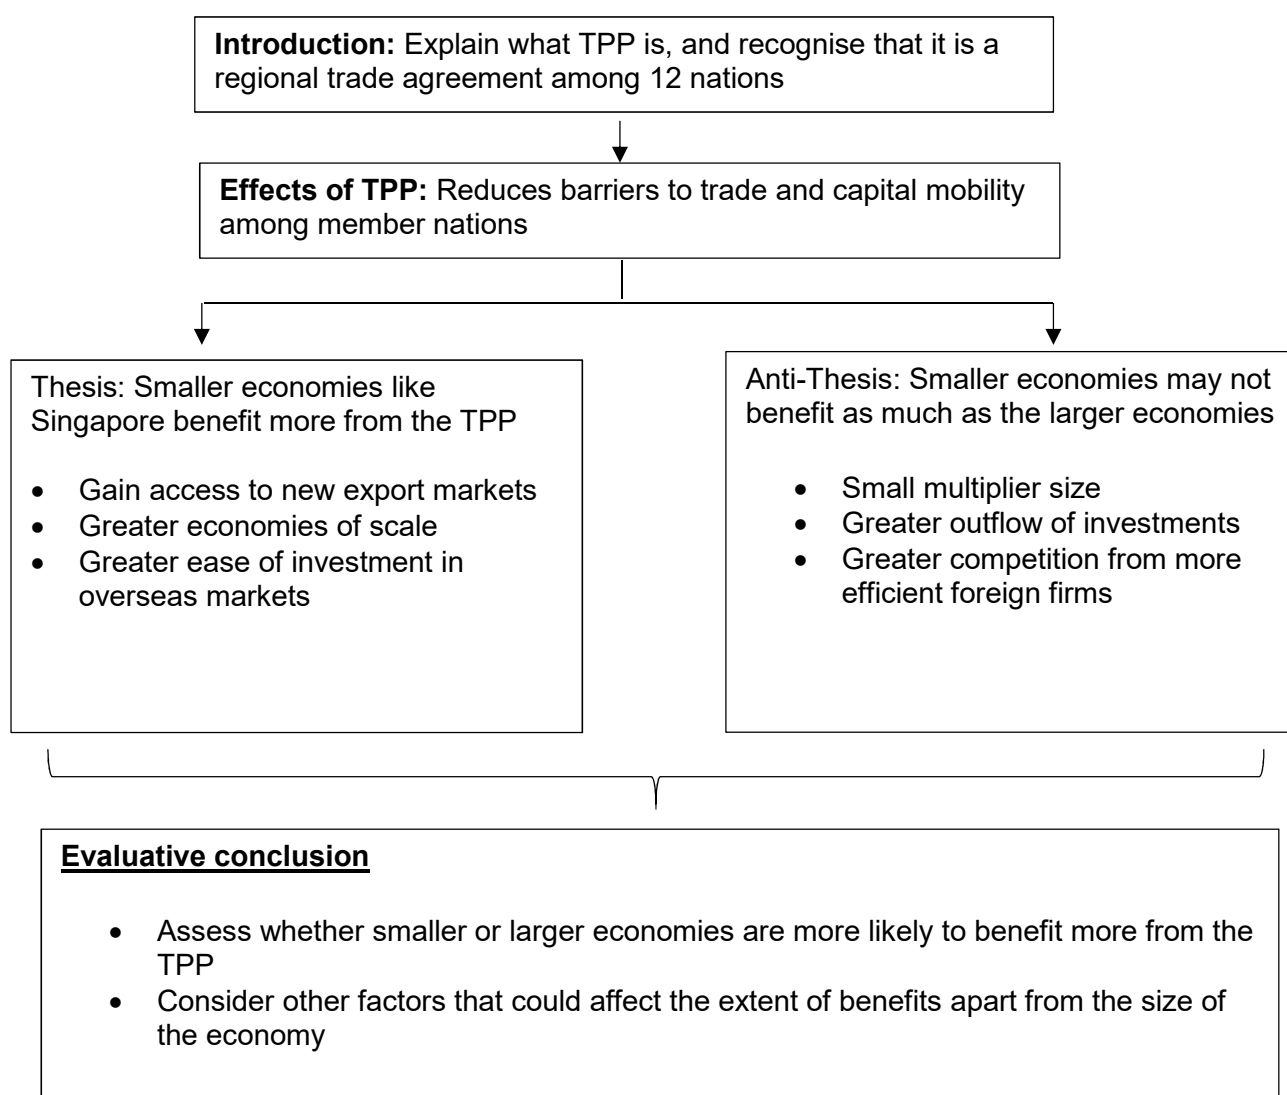 Introduction: Explain what TPP is, and recognise that it is a
regional trade agreement among 12 nations
Effects of TPP: Reduces barriers to trade and capital mobility
among member nations
Thesis: Smaller economies like
Singapore benefit more from the TPP
• Gain access to new export markets
• Greater economies of scale
• Greater ease of investment in
overseas markets
Anti-Thesis: Smaller economies may not
benefit as much as the larger economies
• Small multiplier size
• Greater outflow of investments
• Greater competition from more
efficient foreign firms
Evaluative conclusion
• Assess whether smaller or larger economies are more likely to benefit more from the
TPP
• Consider other factors that could affect the extent of benefits apart from the size of
the economy